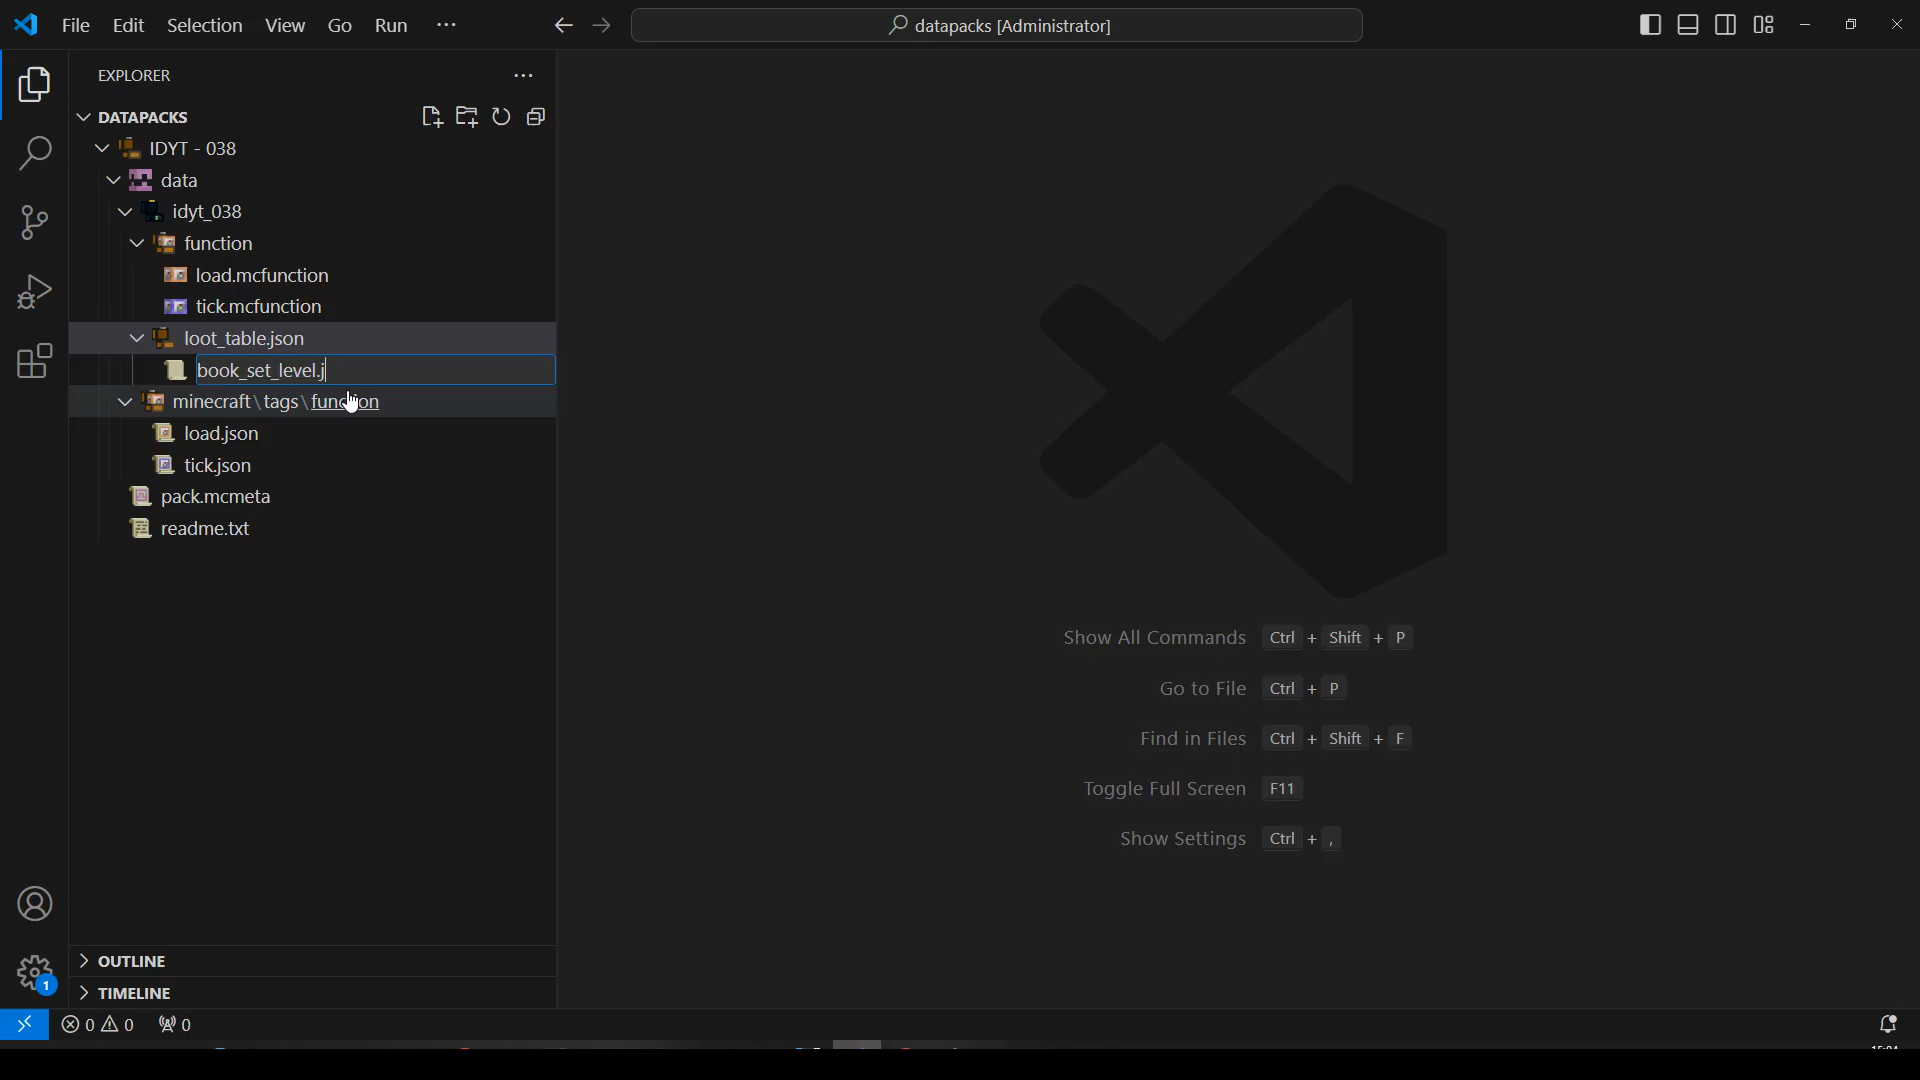 File Edit Selection View Go Run ··· datapacks [Administrator]
EXPLORER ···
DATAPACKS
IDYT - 038
data
idyt_038
function
load.mcfunction
tick.mcfunction
loot_table.json
book_set_level.j
minecraft\tags\function
load.json
tick.json
pack.mcmeta
readme.txt
Show All Commands Ctrl + Shift + P
Go to File Ctrl + P
Find in Files Ctrl + Shift + F
Toggle Full Screen F11
Show Settings Ctrl + ,
OUTLINE
1
TIMELINE
0 0 0